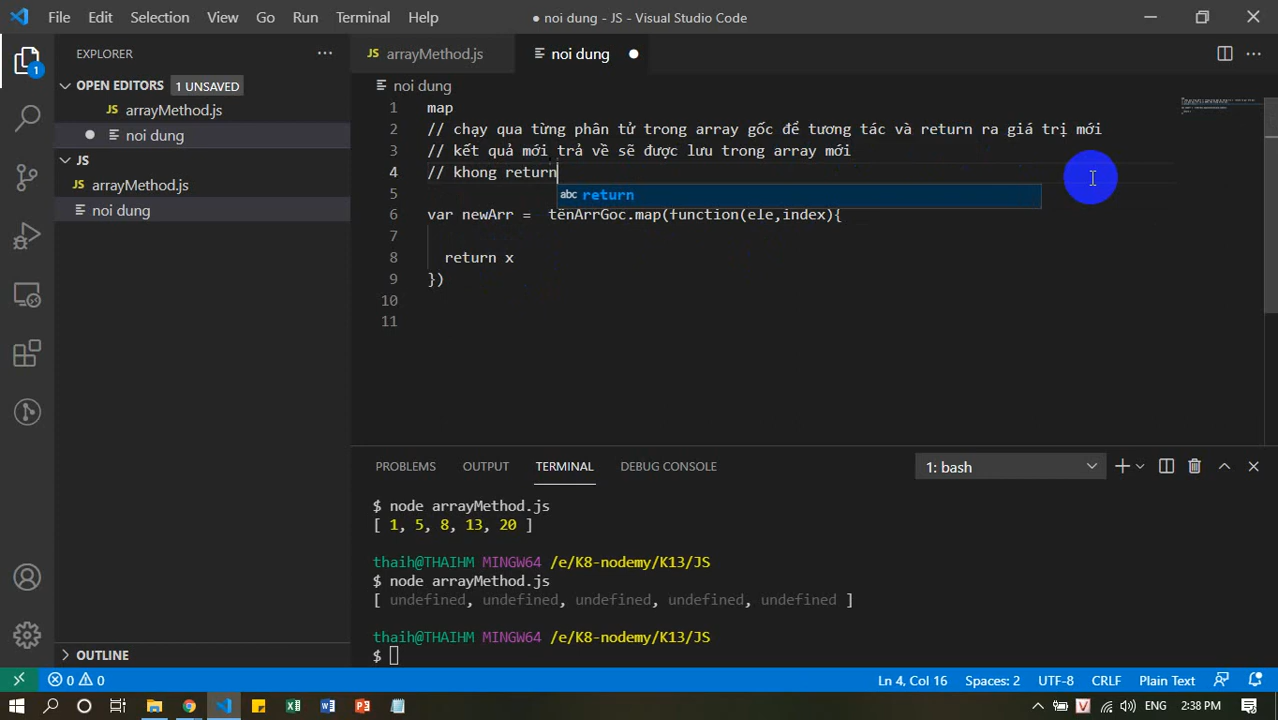 File Edit Selection View Go Run Terminal Help
● noi dung - JS - Visual Studio Code
EXPLORER
OPEN EDITORS 1 UNSAVED
JS arrayMethod.js
noi dung
JS
arrayMethod.js
noi dung
OUTLINE
1
JS arrayMethod.js
noi dung
noi dung
1 map
2 // chạy qua từng phân tử trong array gốc để tương tác và return ra giá trị mới
3 // kết quả mới trả về sẽ được lưu trong array mới
4 // khong return
abc return
5
6 var newArr = tênArrGoc.map(function(ele,index){
7
8 return x
9 })
10
11
PROBLEMS OUTPUT TERMINAL DEBUG CONSOLE
1: bash
$ node arrayMethod.js
[ 1, 5, 8, 13, 20 ]
thaih@THAIHM MINGW64 /e/K8-nodemy/K13/JS
$ node arrayMethod.js
[ undefined, undefined, undefined, undefined, undefined ]
thaih@THAIHM MINGW64 /e/K8-nodemy/K13/JS
$
0 0
Ln 4, Col 16 Spaces: 2 UTF-8 CRLF Plain Text
V ENG 2:38 PM